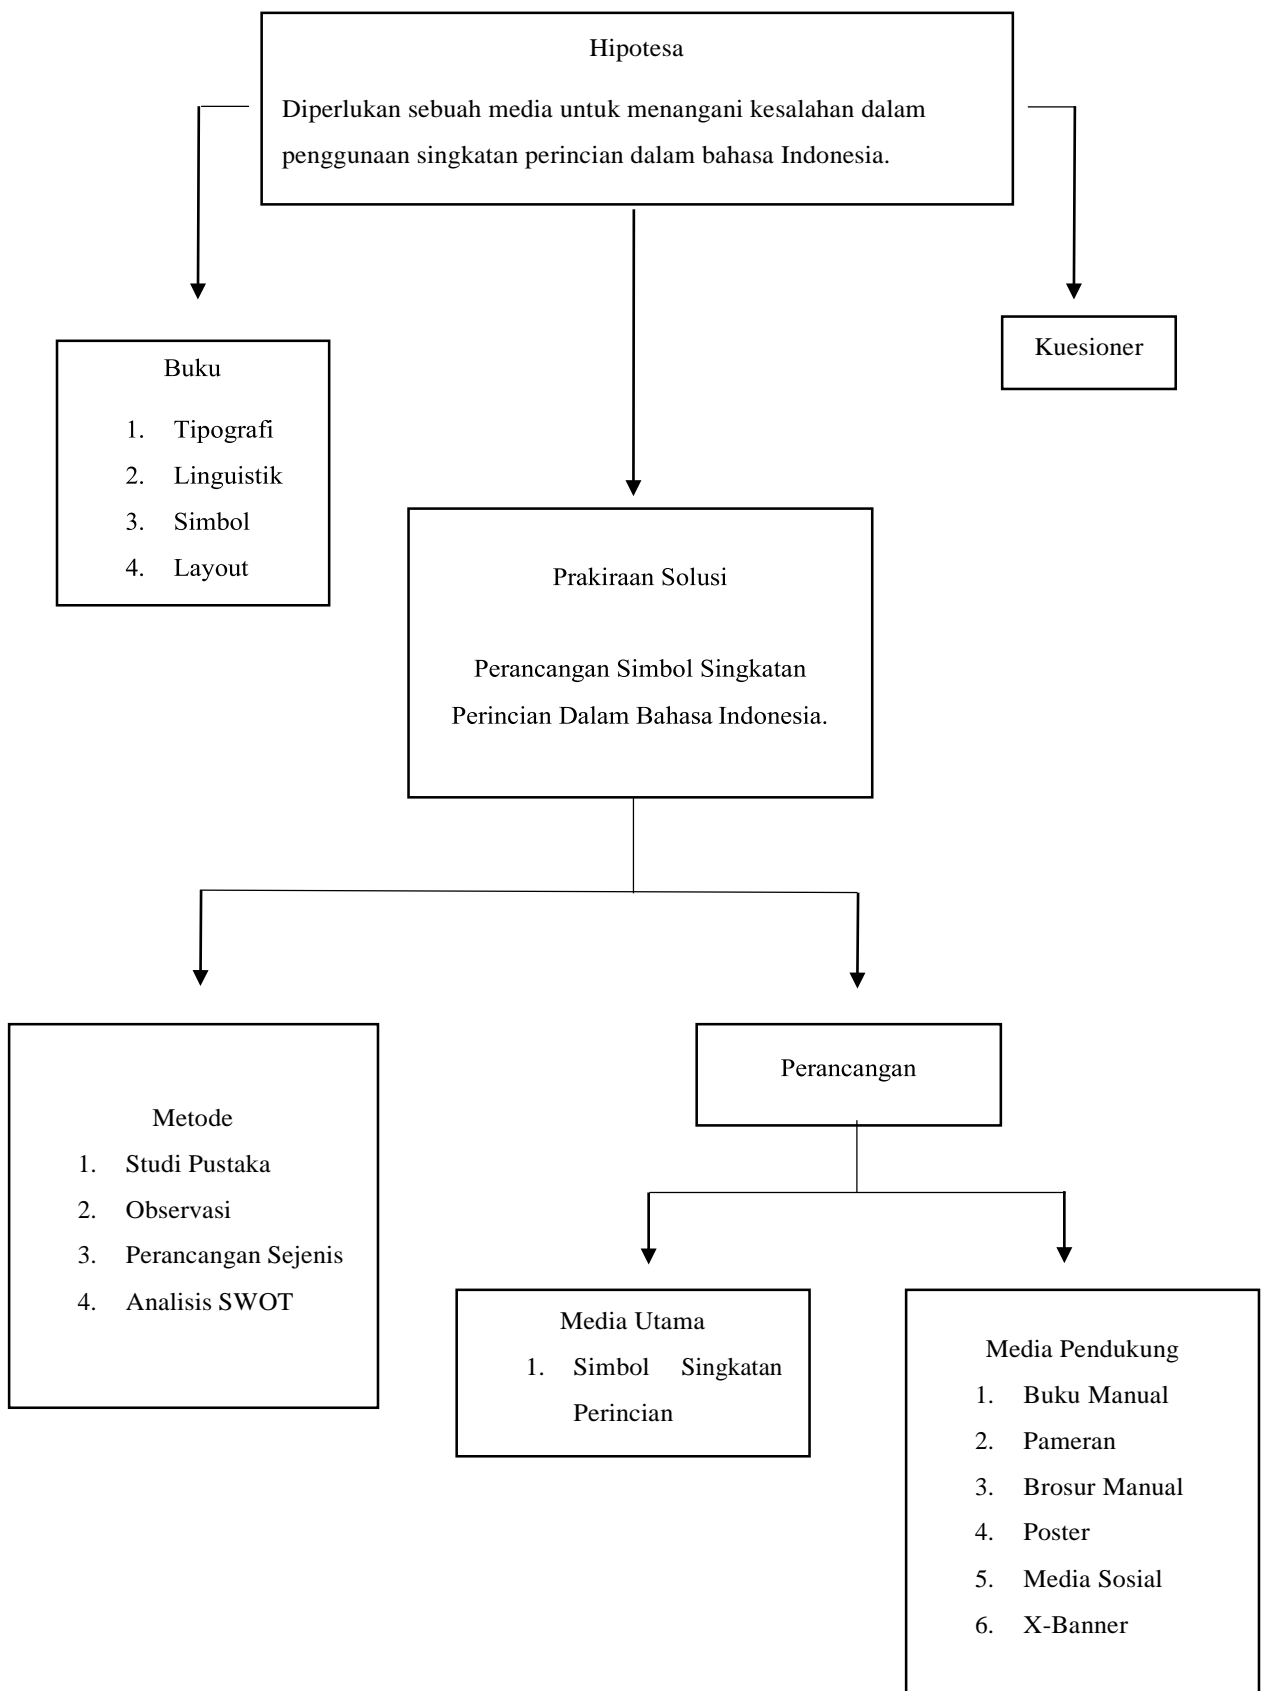 Hipotesa
Diperlukan sebuah media untuk menangani kesalahan dalam
penggunaan singkatan perincian dalam bahasa Indonesia.
Buku
1. Tipografi
2. Linguistik
3. Simbol
4. Layout
Kuesioner
Prakiraan Solusi
Perancangan Simbol Singkatan
Perincian Dalam Bahasa Indonesia.
Metode
1. Studi Pustaka
2. Observasi
3. Perancangan Sejenis
4. Analisis SWOT
Perancangan
Media Utama
1. Simbol Singkatan
Perincian
Media Pendukung
1. Buku Manual
2. Pameran
3. Brosur Manual
4. Poster
5. Media Sosial
6. X-Banner